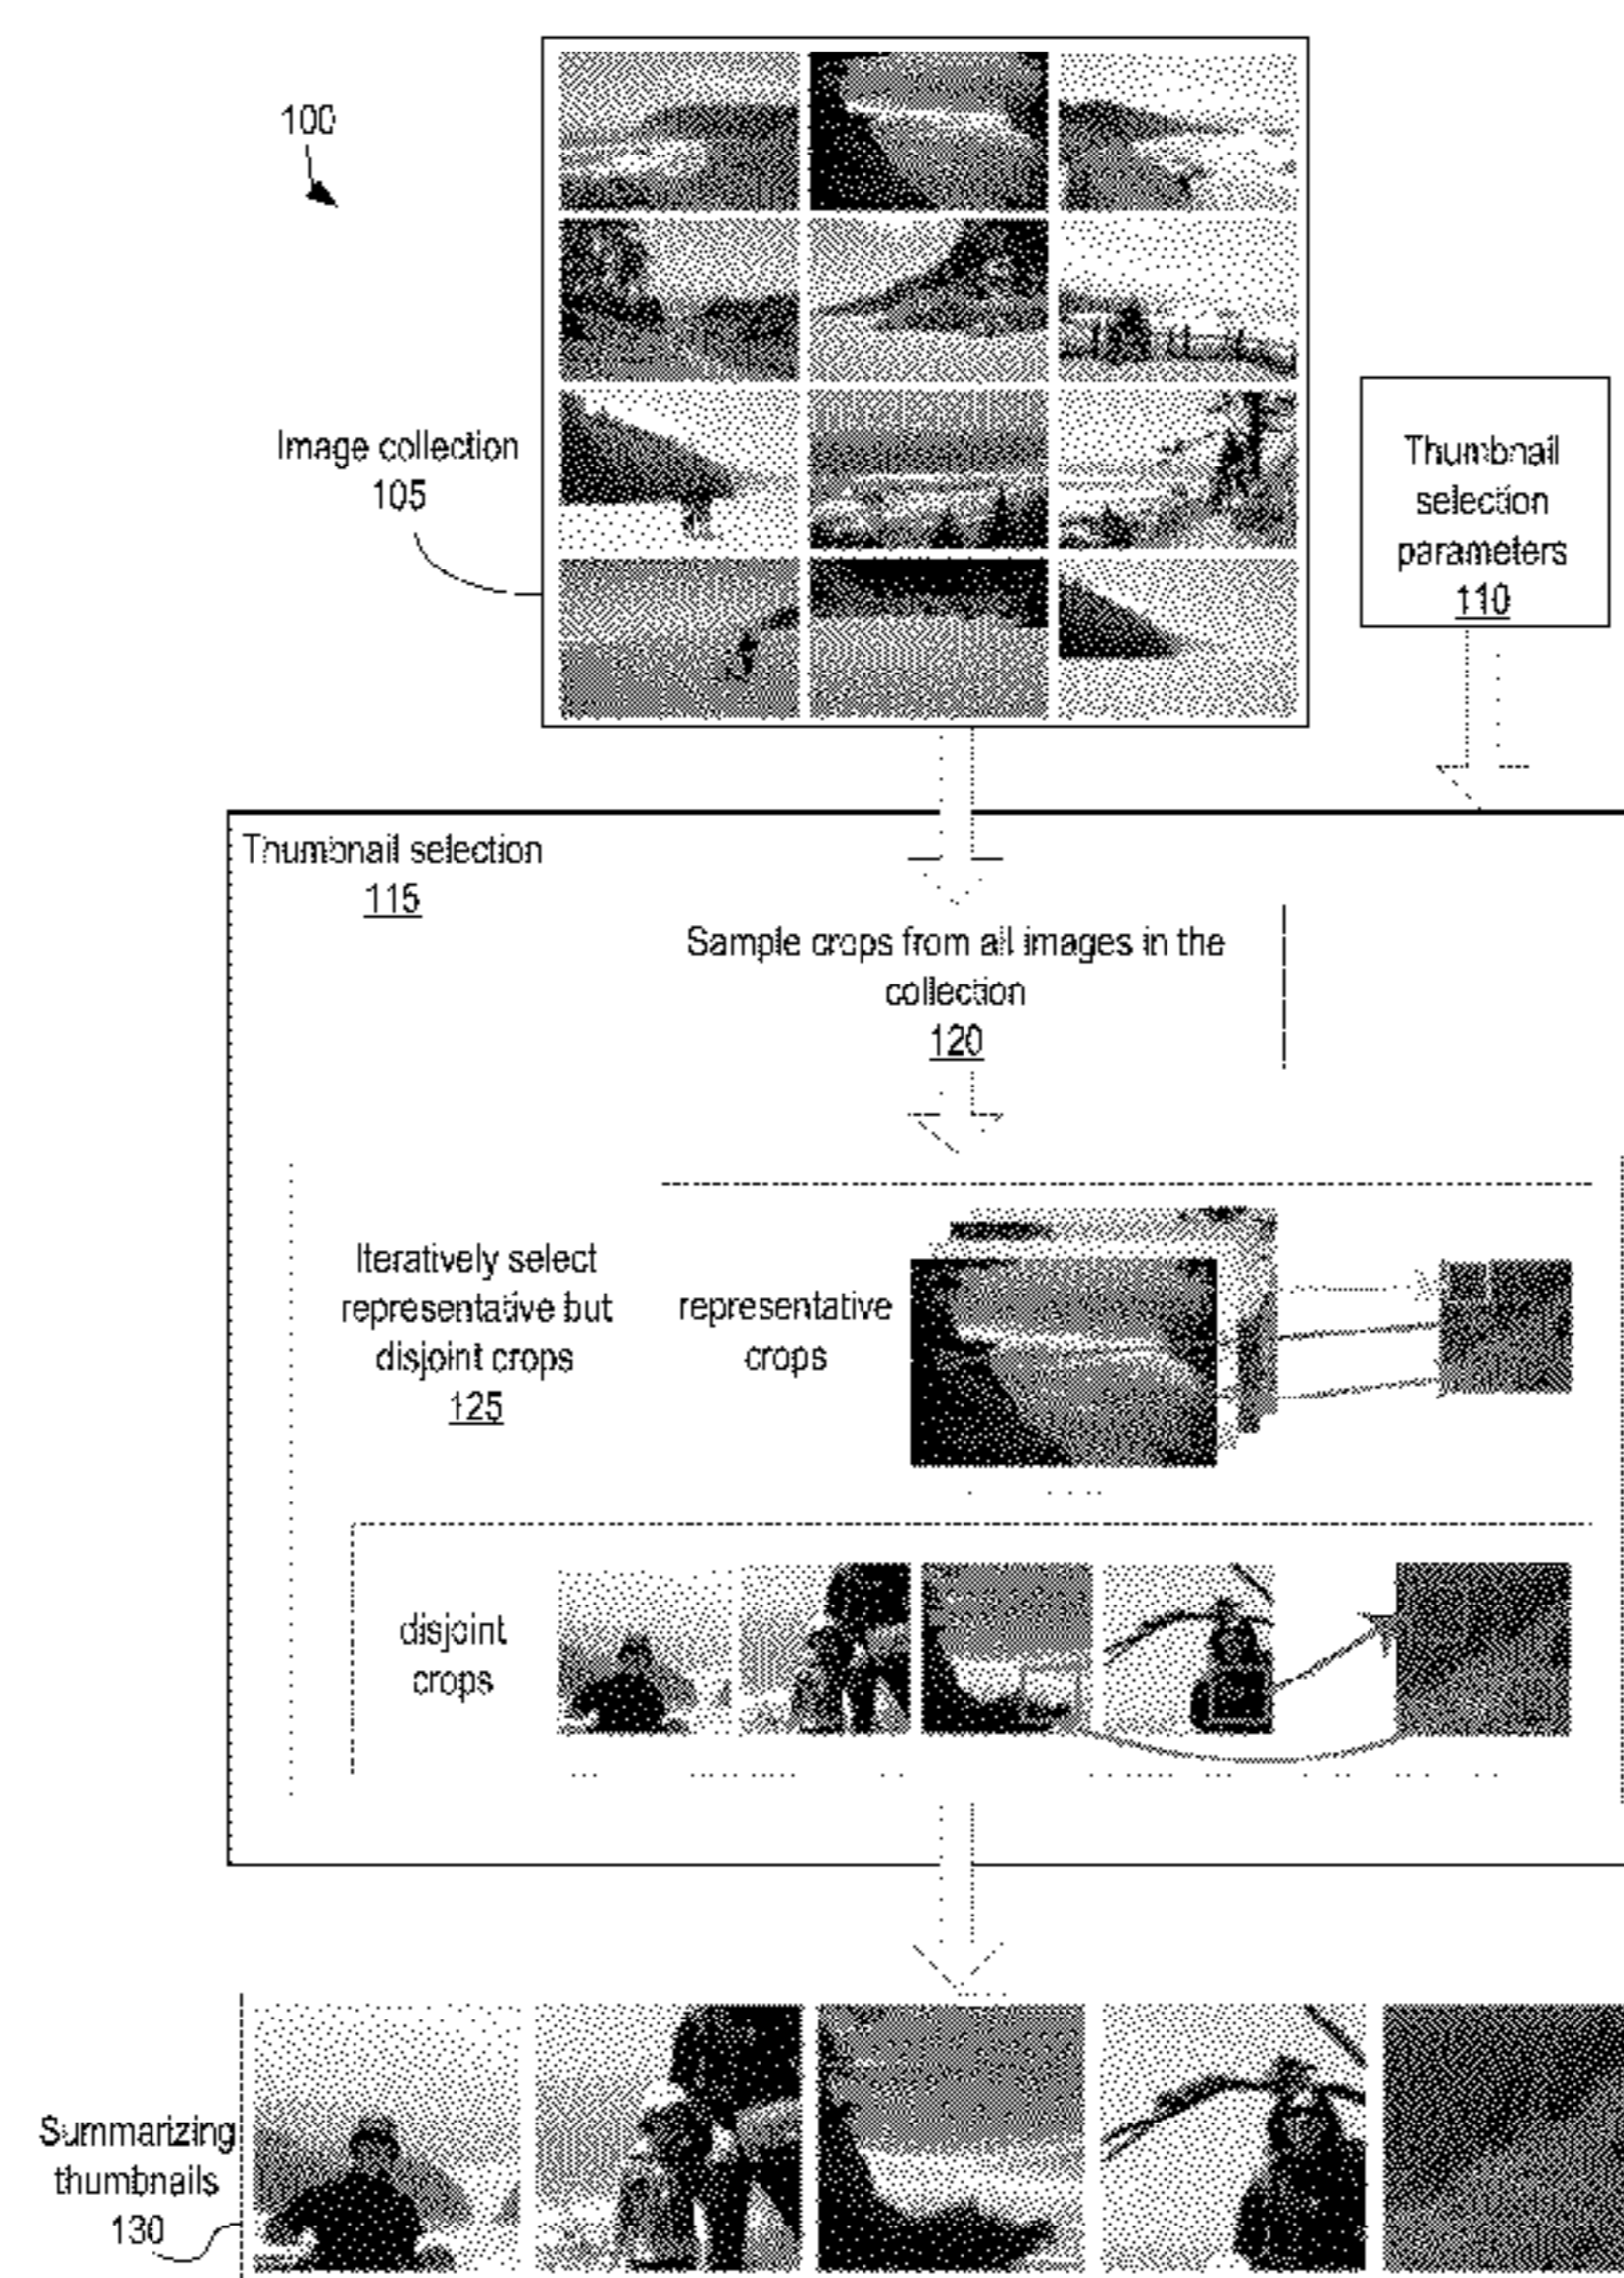 100
Image collection
105
Thumbnail
selection
parameters
110
Thumbnail selection
115
Sample crops from all images in the
collection
120
Iteratively select
representative but
disjoint crops
125
representative
crops
disjoint
crops
Summarizing
thumbnails
130